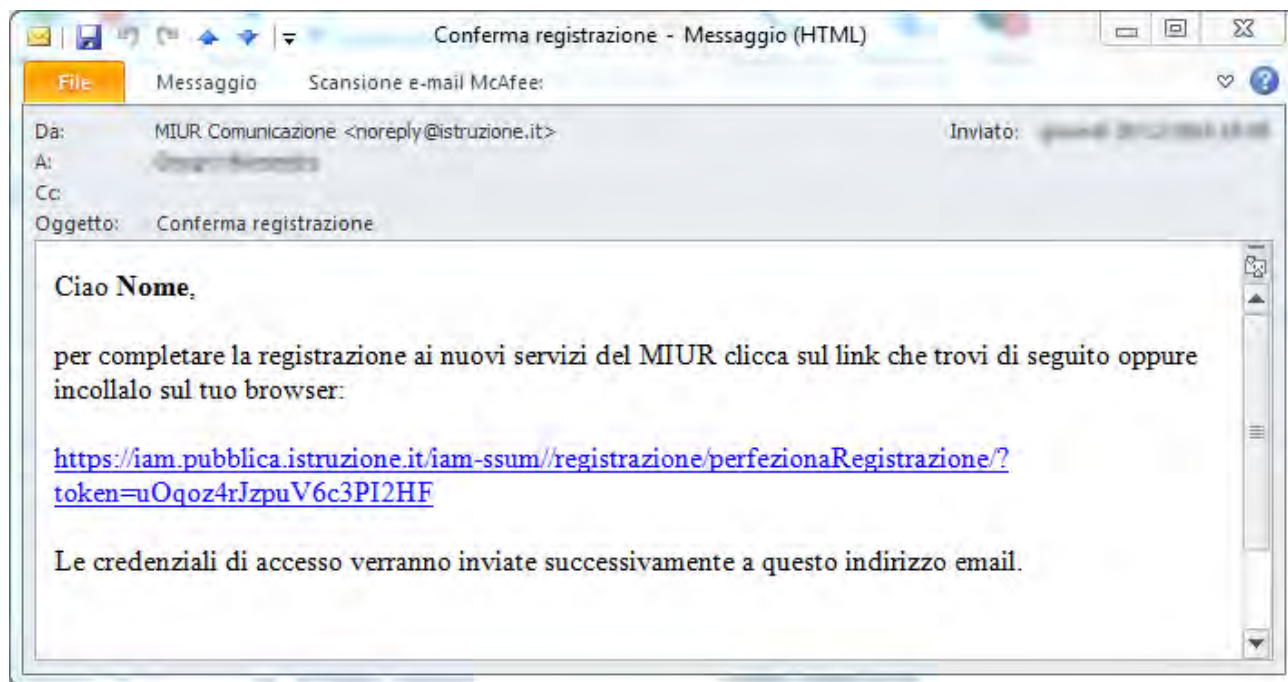 Conferma registrazione - Messaggio (HTML)
File Messaggio Scansione e-mail McAfee:
Da: MIUR Comunicazione <noreply@istruzione.it> Inviato:
A:
Cc:
Oggetto: Conferma registrazione
Ciao Nome,
per completare la registrazione ai nuovi servizi del MIUR clicca sul link che trovi di seguito oppure
incollalo sul tuo browser:
https://iam.pubblica.istruzione.it/iam-ssum//registrazione/perfezionaRegistrazione/?
token=uOqoz4rJzpuV6c3PI2HF
Le credenziali di accesso verranno inviate successivamente a questo indirizzo email.